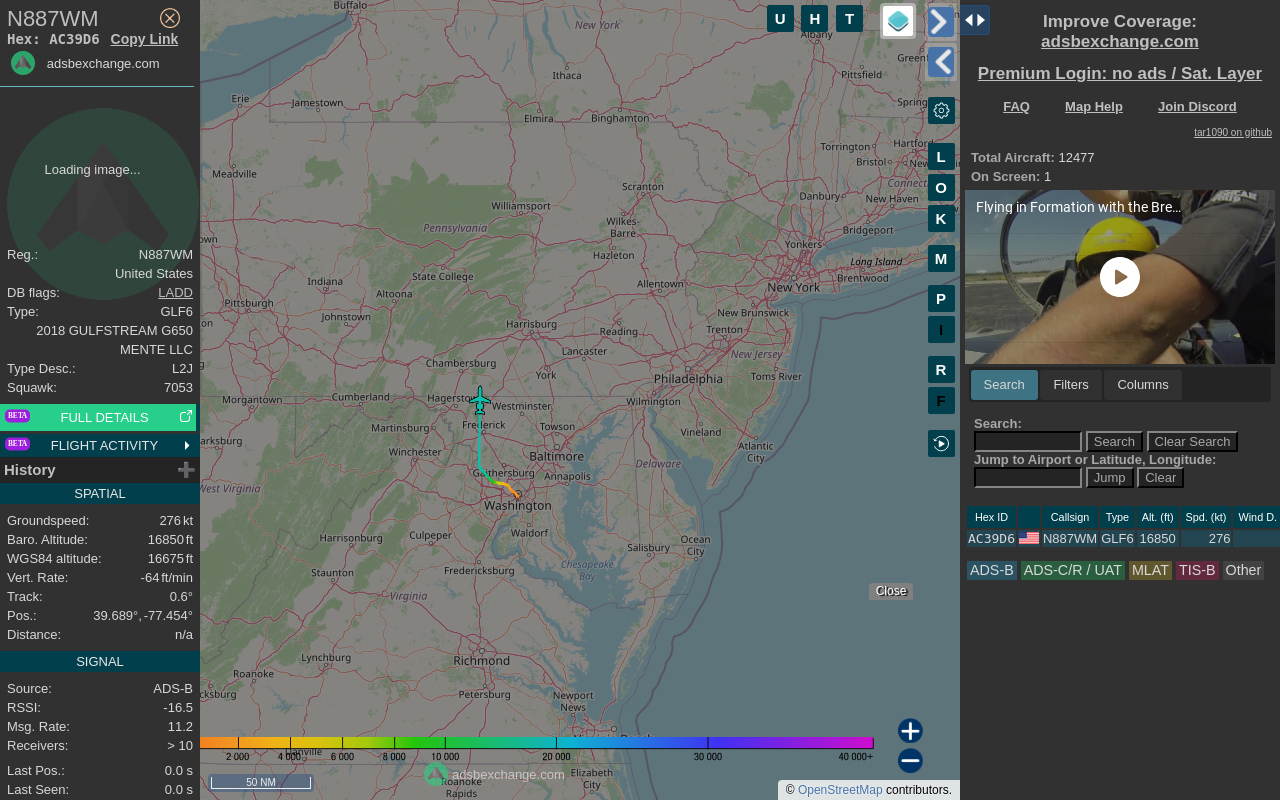 N887WM
Hex: AC39D6 Copy Link
adsbexchange.com
Loading image...
Reg.: N887WM
United States
DB flags: LADD
Type: GLF6
2018 GULFSTREAM G650
MENTE LLC
Type Desc.: L2J
Squawk: 7053
BETA FULL DETAILS
BETA FLIGHT ACTIVITY
History
SPATIAL
Groundspeed: 276 kt
Baro. Altitude: 16850 ft
WGS84 altitude: 16675 ft
Vert. Rate: -64 ft/min
Track: 0.6°
Pos.: 39.689°, -77.454°
Distance: n/a
SIGNAL
Source: ADS-B
RSSI: -16.5
Msg. Rate: 11.2
Receivers: > 10
Last Pos.: 0.0 s
Last Seen: 0.0 s
Buffalo
New York
Albany
Ithaca
Pittsfield
Erie
Jamestown
Elmira
Binghamton
Torrington
Bristol
Meadville
Scranton
Danbury
New Haven
Williamsport
Wilkes-
Barre
Bridgeport
Pennsylvania
Hazleton
Yonkers
Long Island
Brentwood
State College
Indiana
Altoona
Allentown
New York
Pittsburgh
Johnstown
Harrisburg
Reading
New Brunswick
Trenton
Lancaster
New Jersey
Chambersburg
York
Philadelphia
Toms River
Morgantown
Cumberland
Westminster
Wilmington
Martinsburg
Frederick
Towson
Vineland
Atlantic
City
Winchester
Baltimore
Delaware
Gaithersburg
Annapolis
West Virginia
Washington
Harrisonburg
Culpeper
Waldorf
Salisbury
Ocean
City
Staunton
Fredericksburg
Chesapeake
Bay
Virginia
Lynchburg
Richmond
Roanoke
Petersburg
Newport
News
Danville
Roanoke
Rapids
Elizabeth
City
U H T
L
O
K
M
P
I
R
F
Close
2 000 4 000 6 000 8 000 10 000 20 000 30 000 40 000+
adsbexchange.com
50 NM
© OpenStreetMap contributors.
Improve Coverage:
adsbexchange.com
Premium Login: no ads / Sat. Layer
FAQ Map Help Join Discord
tar1090 on github
Total Aircraft: 12477
On Screen: 1
Flying in Formation with the Bre...
Search Filters Columns
Search:
Search Clear Search
Jump to Airport or Latitude, Longitude:
Jump Clear
Hex ID Callsign Type Alt. (ft) Spd. (kt) Wind D.
AC39D6 N887WM GLF6 16850 276
ADS-B ADS-C/R / UAT MLAT TIS-B Other